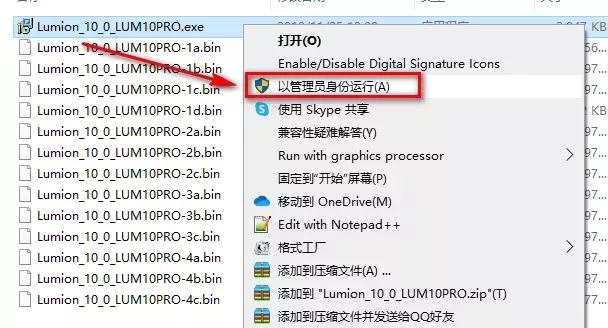 Lumion_10_0_LUM10PRO.exe
Lumion_10_0_LUM10PRO-1a.bin
Lumion_10_0_LUM10PRO-1b.bin
Lumion_10_0_LUM10PRO-1c.bin
Lumion_10_0_LUM10PRO-1d.bin
Lumion_10_0_LUM10PRO-2a.bin
Lumion_10_0_LUM10PRO-2b.bin
Lumion_10_0_LUM10PRO-2c.bin
Lumion_10_0_LUM10PRO-3a.bin
Lumion_10_0_LUM10PRO-3b.bin
Lumion_10_0_LUM10PRO-3c.bin
Lumion_10_0_LUM10PRO-4a.bin
Lumion_10_0_LUM10PRO-4b.bin
Lumion_10_0_LUM10PRO-4c.bin
打开(O)
Enable/Disable Digital Signature Icons
以管理员身份运行(A)
使用 Skype 共享
兼容性疑难解答(Y)
Run with graphics processor
固定到"开始"屏幕(P)
移动到 OneDrive(M)
Edit with Notepad++
格式工厂
添加到压缩文件(A) ...
添加到 "Lumion_10_0_LUM10PRO.zip"(T)
添加到压缩文件并发送给QQ好友